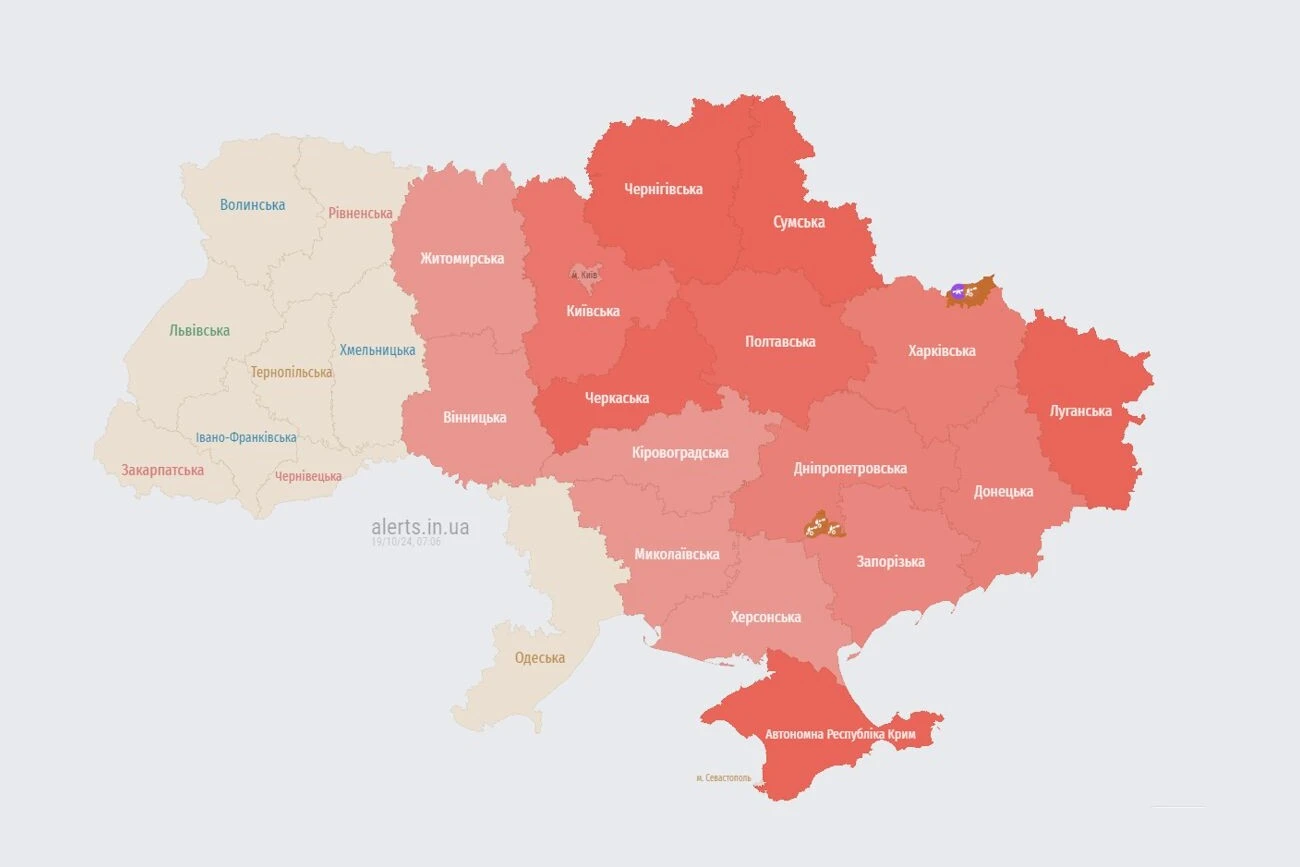 Чернігівська
Сумська
Волинська
Рівненська
Житомирська
м. Київ
Київська
Львівська
Полтавська
Харківська
Хмельницька
Тернопільська
Черкаська
Вінницька
Луганська
Івано-Франківська
Кіровоградська
Закарпатська
Чернівецька
Дніпропетровська
Донецька
alerts.in.ua
19/10/24, 07:06
Миколаївська
Запорізька
Херсонська
Одеська
Автономна Республіка Крим
м. Севастополь